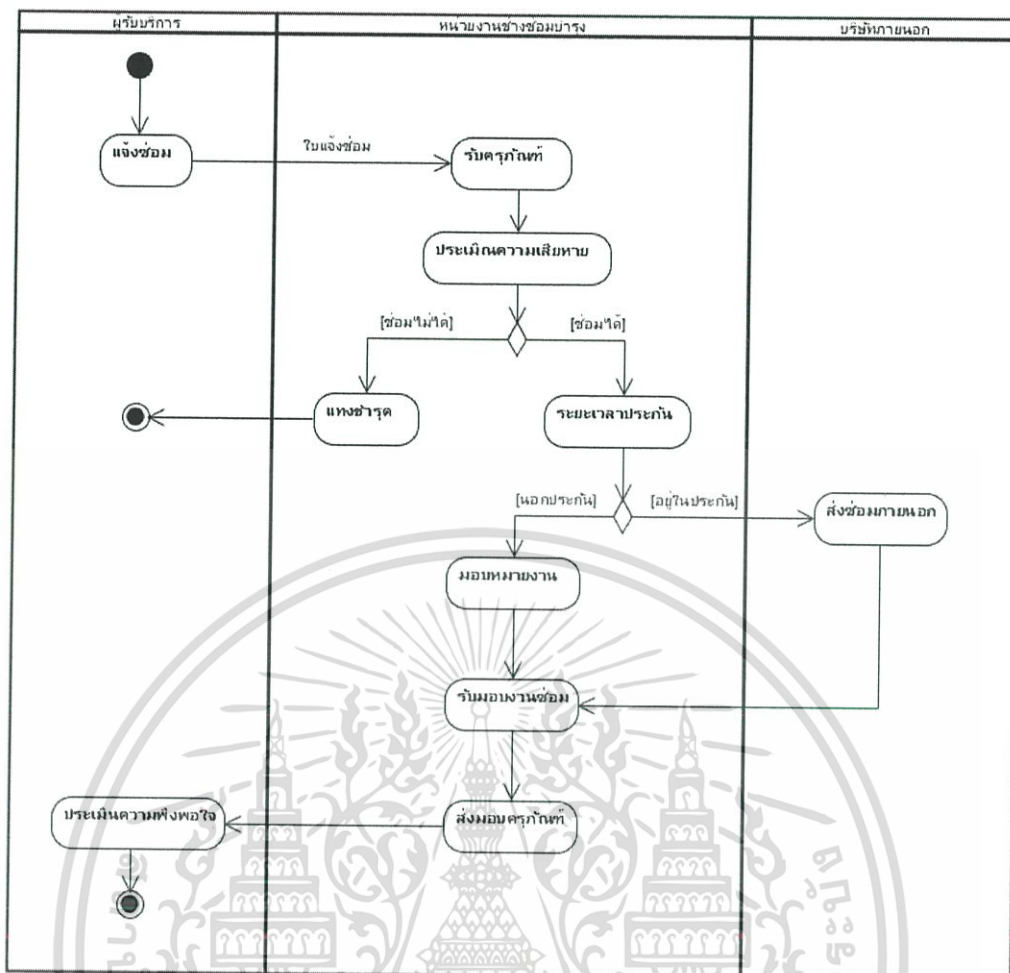 ผู้รับบริการ
หน่วยงานช่างซ่อมบำรุง
บริษัทภายนอก
แจ้งซ่อม
ใบแจ้งซ่อม
รับครุภัณฑ์
ประเมินความเสียหาย
[ซ่อมไม่ได้]
[ซ่อมได้]
แทงชำรุด
ระยะเวลาประกัน
[นอกประกัน]
[อยู่ในประกัน]
ส่งซ่อมภายนอก
มอบหมายงาน
รับมอบงานซ่อม
ประเมินความพึงพอใจ
ส่งมอบครุภัณฑ์